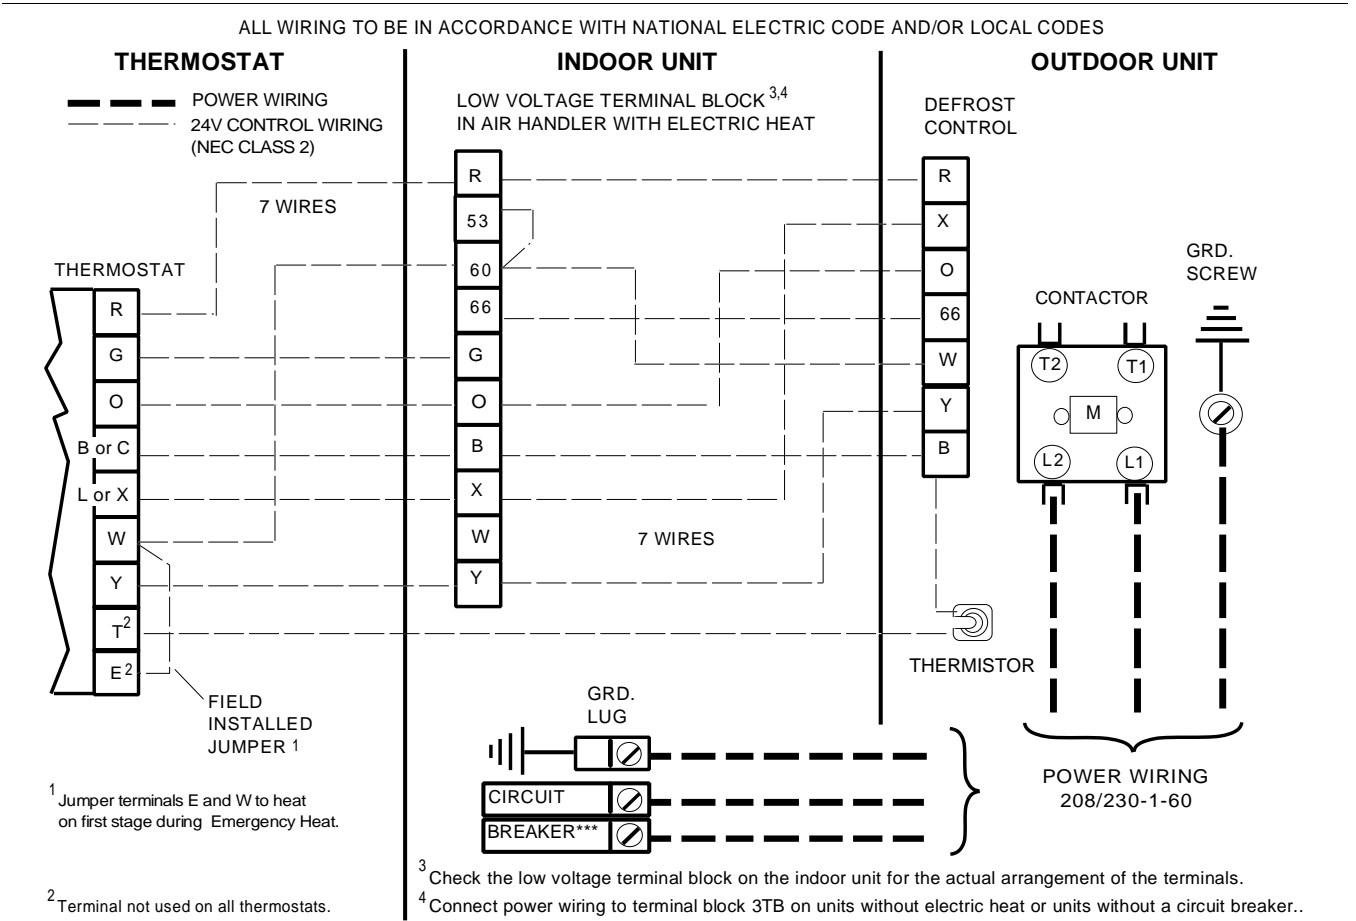 ALL WIRING TO BE IN ACCORDANCE WITH NATIONAL ELECTRIC CODE AND/OR LOCAL CODES
THERMOSTAT
INDOOR UNIT
OUTDOOR UNIT
POWER WIRING
24V CONTROL WIRING
(NEC CLASS 2)
LOW VOLTAGE TERMINAL BLOCK 3,4
IN AIR HANDLER WITH ELECTRIC HEAT
DEFROST
CONTROL
7 WIRES
THERMOSTAT
R
G
O
B or C
L or X
W
Y
T2
E2
FIELD
INSTALLED
JUMPER 1
R
53
60
66
G
O
B
X
W
Y
7 WIRES
R
X
O
66
W
Y
B
THERMISTOR
CONTACTOR
T2
T1
M
L2
L1
GRD.
SCREW
POWER WIRING
208/230-1-60
GRD.
LUG
CIRCUIT
BREAKER***
1 Jumper terminals E and W to heat
on first stage during Emergency Heat.
2 Terminal not used on all thermostats.
3 Check the low voltage terminal block on the indoor unit for the actual arrangement of the terminals.
4 Connect power wiring to terminal block 3TB on units without electric heat or units without a circuit breaker..